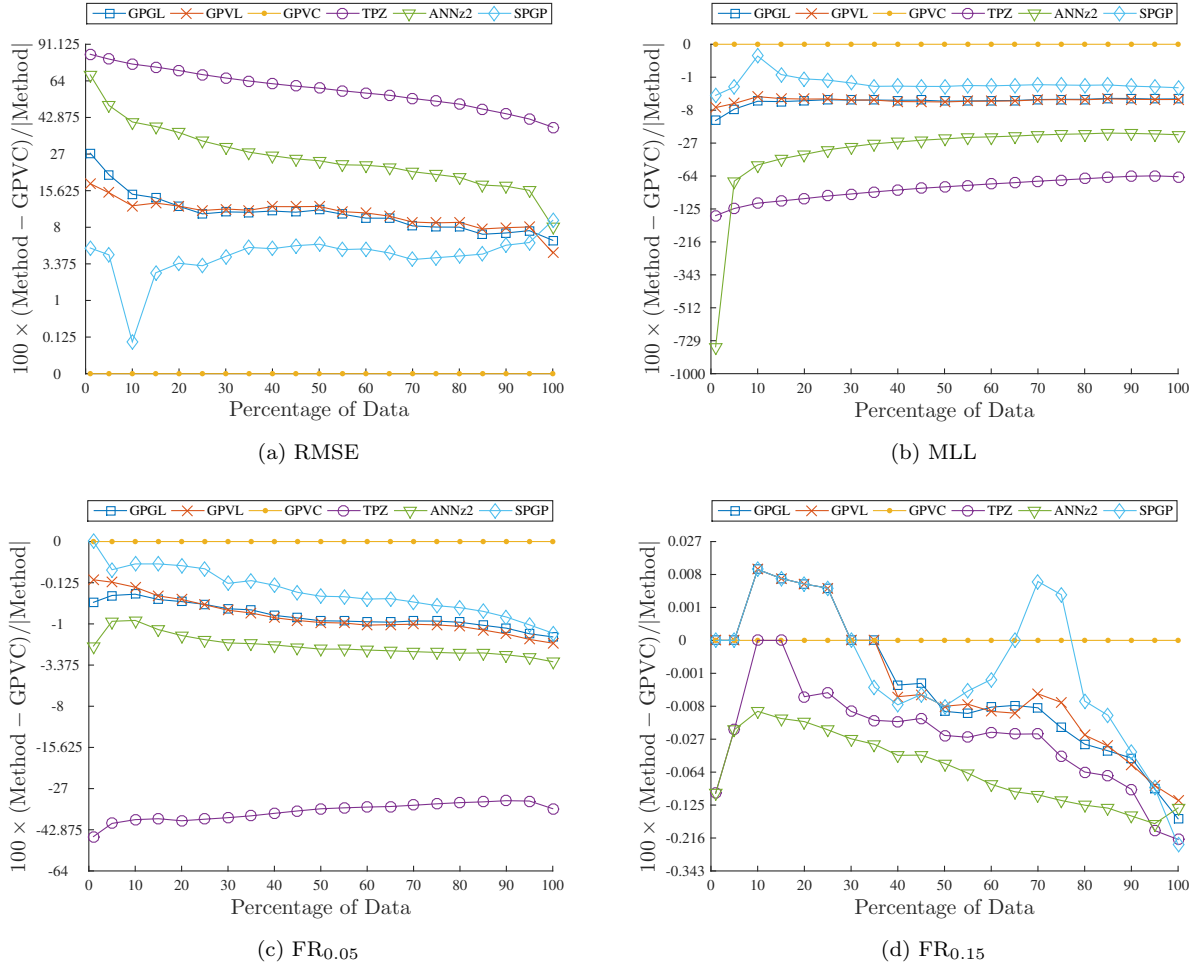 GPGL GPVL GPVC TPZ ANNz2 SPGP
100 × (Method − GPVC)/|Method|
91.125
64
42.875
27
15.625
8
3.375
1
0.125
0
0 10 20 30 40 50 60 70 80 90 100
Percentage of Data
(a) RMSE
GPGL GPVL GPVC TPZ ANNz2 SPGP
100 × (Method − GPVC)/|Method|
0
-1
-8
-27
-64
-125
-216
-343
-512
-729
-1000
0 10 20 30 40 50 60 70 80 90 100
Percentage of Data
(b) MLL
GPGL GPVL GPVC TPZ ANNz2 SPGP
100 × (Method − GPVC)/|Method|
0
-0.125
-1
-3.375
-8
-15.625
-27
-42.875
-64
0 10 20 30 40 50 60 70 80 90 100
Percentage of Data
(c) FR0.05
GPGL GPVL GPVC TPZ ANNz2 SPGP
100 × (Method − GPVC)/|Method|
0.027
0.008
0.001
0
-0.001
-0.008
-0.027
-0.064
-0.125
-0.216
-0.343
0 10 20 30 40 50 60 70 80 90 100
Percentage of Data
(d) FR0.15